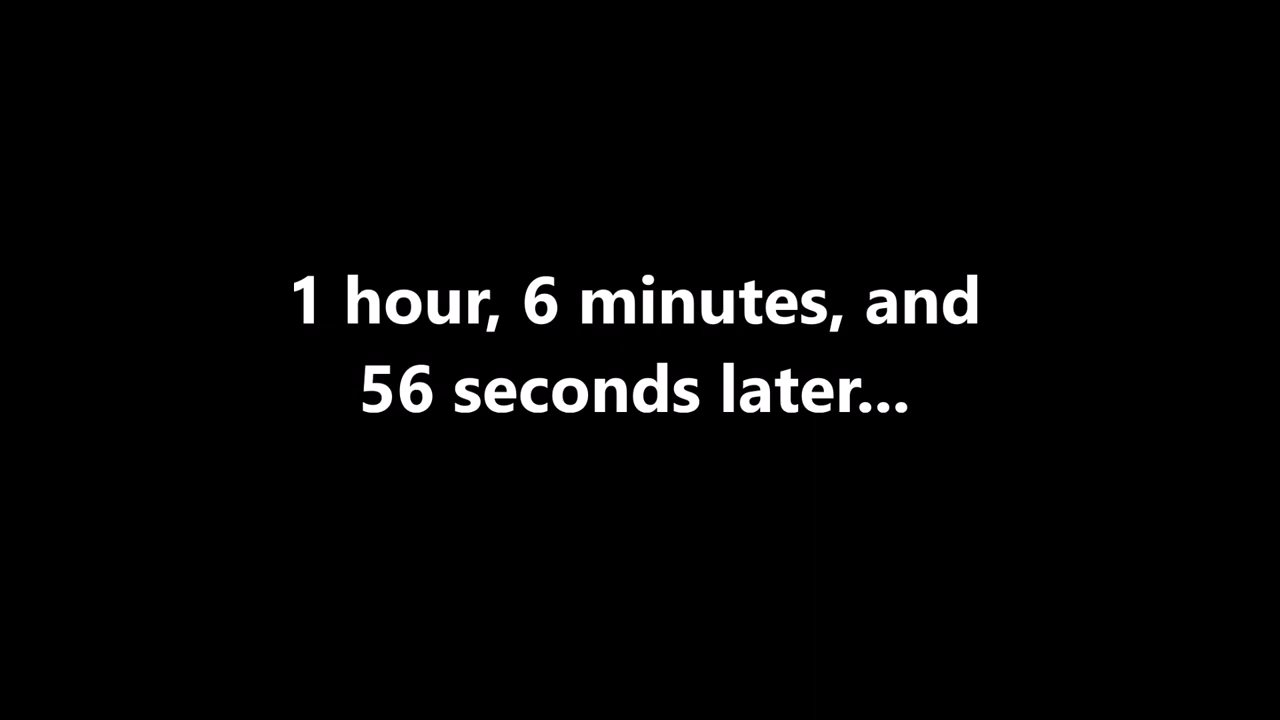 1 hour, 6 minutes, and
56 seconds later...